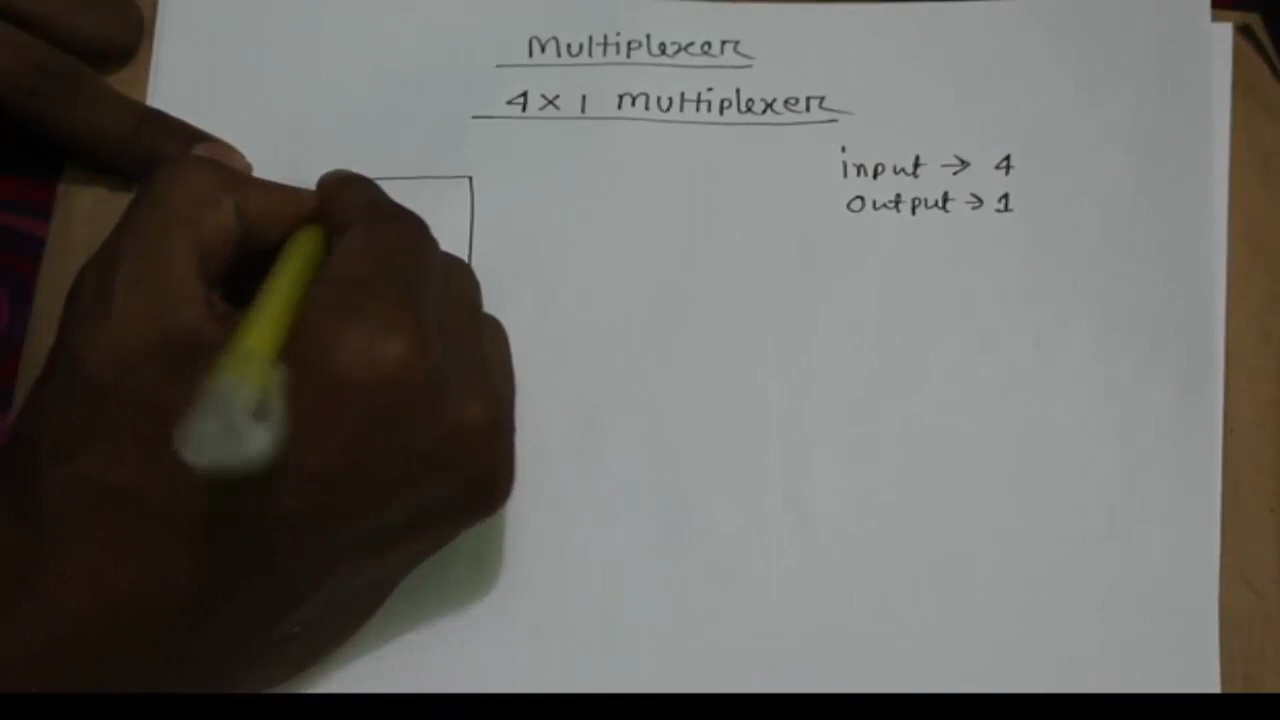 Multiplexer
4 × 1 Multiplexer
input → 4
output → 1